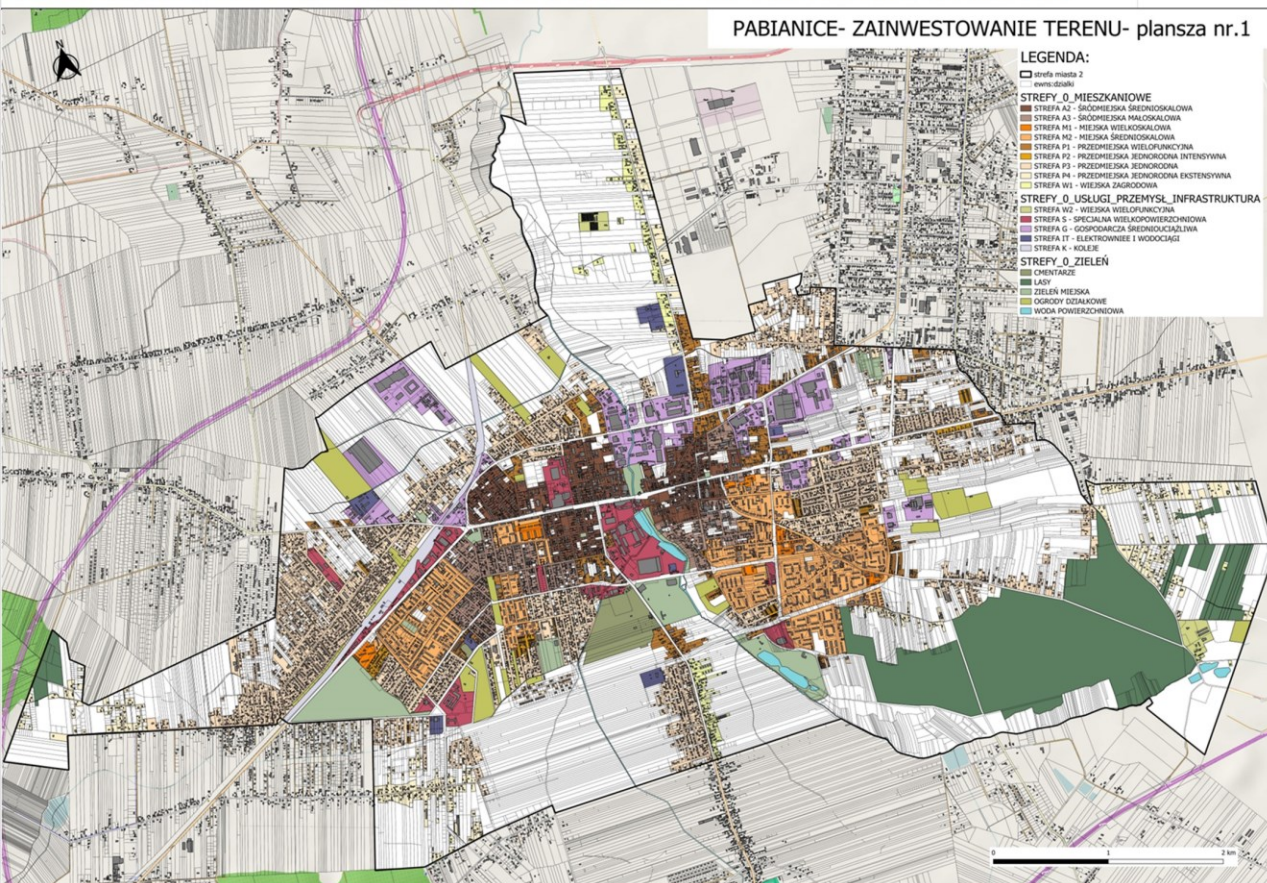 PABIANICE- ZAINWESTOWANIE TERENU- plansza nr.1
N
LEGENDA:
strefa miasta 2
ewns:dzialki
STREFY_0_MIESZKANIOWE
STREFA A2 - ŚRÓDMIEJSKA ŚREDNIOSKALOWA
STREFA A3 - ŚRÓDMIEJSKA MAŁOSKALOWA
STREFA M1 - MIEJSKA WIELKOSKALOWA
STREFA M2 - MIEJSKA ŚREDNIOSKALOWA
STREFA P1 - PRZEDMIEJSKA WIELOFUNKCYJNA
STREFA P2 - PRZEDMIEJSKA JEDNORODNA INTENSYWNA
STREFA P3 - PRZEDMIEJSKA JEDNORODNA
STREFA P4 - PRZEDMIEJSKA JEDNORODNA EKSTENSYWNA
STREFA W1 - WIEJSKA ZAGRODOWA
STREFY_0_USŁUGI_PRZEMYSŁ_INFRASTRUKTURA
STREFA W2 - WIEJSKA WIELOFUNKCYJNA
STREFA S - SPECJALNA WIELKOPOWIERZCHNIOWA
STREFA G - GOSPODARCZA ŚREDNIOUCIĄŻLIWA
STREFA IT - ELEKTROWNIEE I WODOCIĄGI
STREFA K - KOLEJE
STREFY_0_ZIELEŃ
CMENTARZE
LASY
ZIELEŃ MIEJSKA
OGRODY DZIAŁKOWE
WODA POWIERZCHNIOWA
0 1 2 km